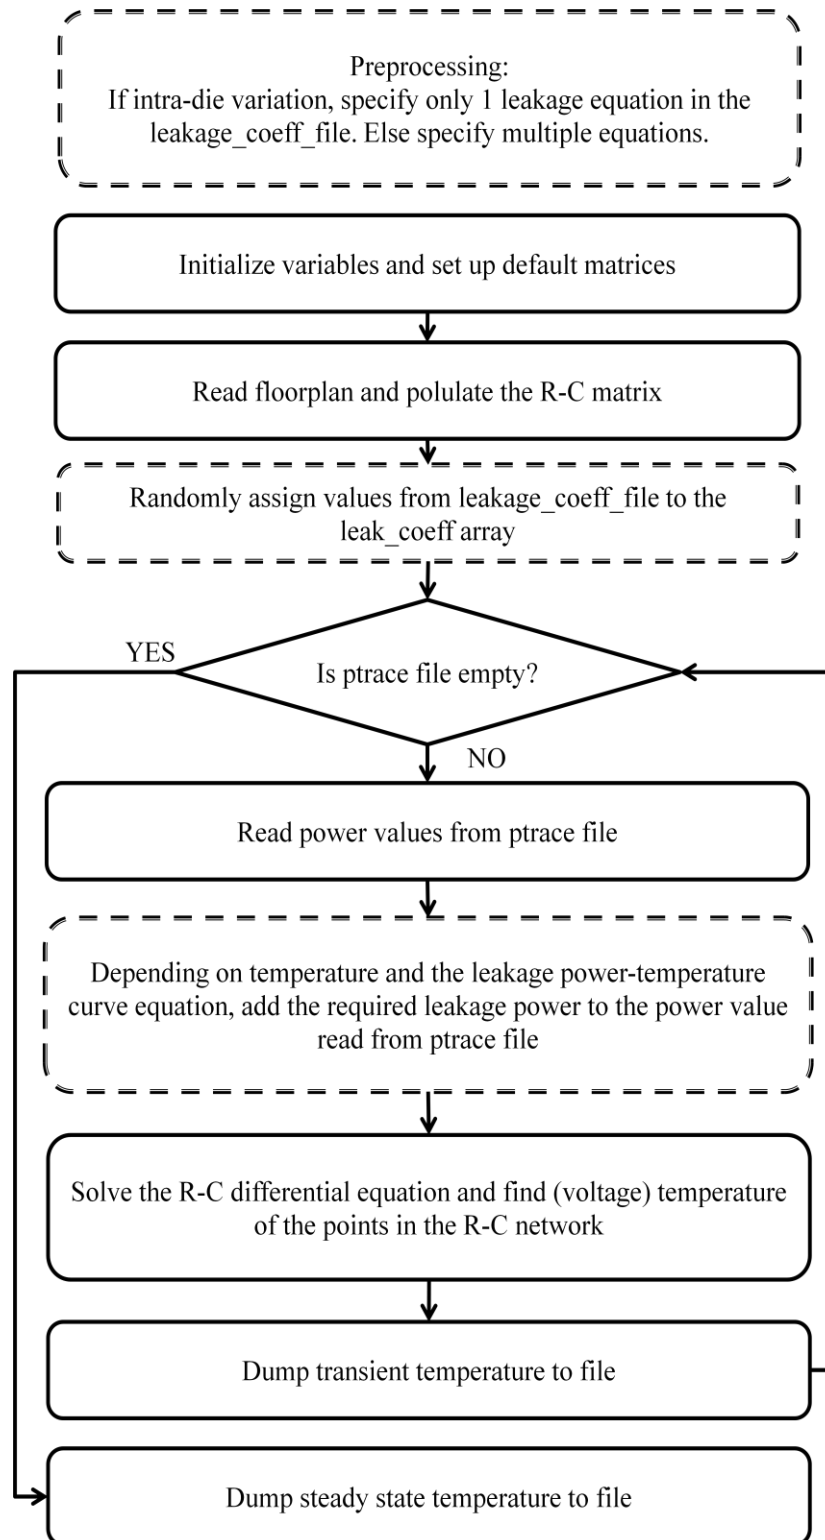 Preprocessing:
If intra-die variation, specify only 1 leakage equation in the
leakage_coeff_file. Else specify multiple equations.
Initialize variables and set up default matrices
Read floorplan and polulate the R-C matrix
Randomly assign values from leakage_coeff_file to the
leak_coeff array
YES
Is ptrace file empty?
NO
Read power values from ptrace file
Depending on temperature and the leakage power-temperature
curve equation, add the required leakage power to the power value
read from ptrace file
Solve the R-C differential equation and find (voltage) temperature
of the points in the R-C network
Dump transient temperature to file
Dump steady state temperature to file